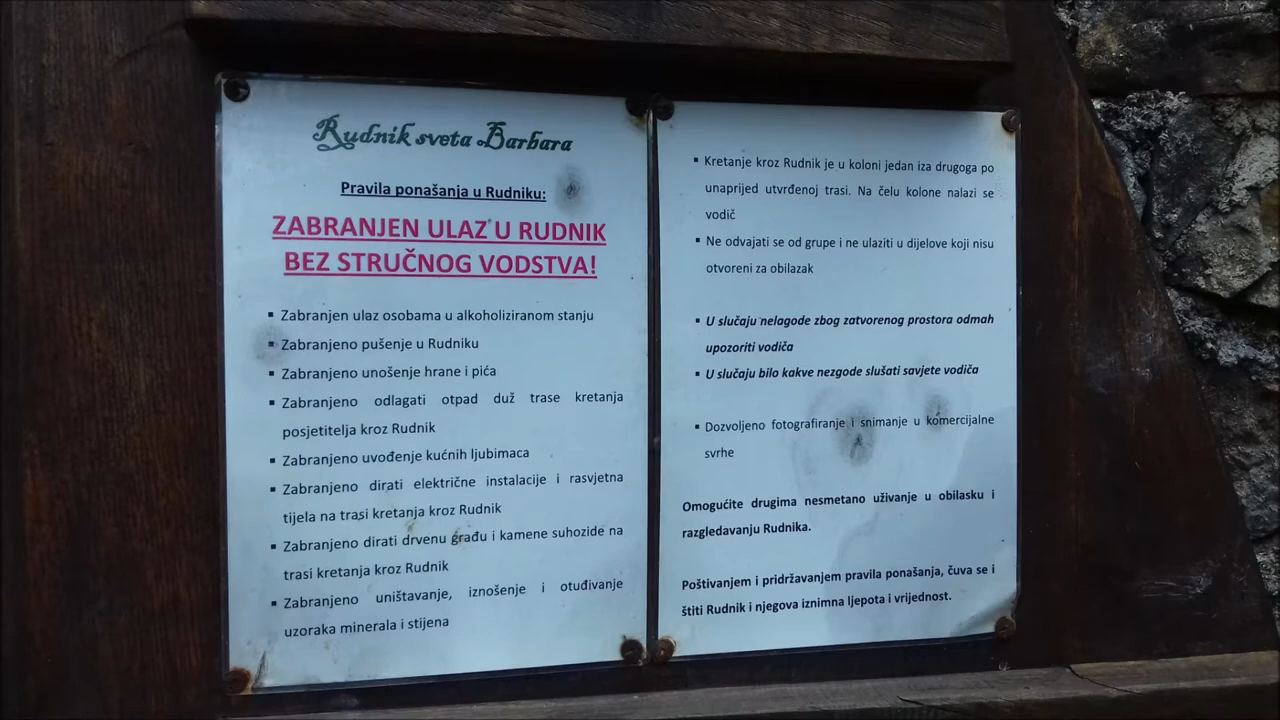 Rudnik sveta Barbara
Pravila ponašanja u Rudniku:
ZABRANJEN ULAZ U RUDNIK
BEZ STRUČNOG VODSTVA!
▪ Zabranjen ulaz osobama u alkoholiziranom stanju
▪ Zabranjeno pušenje u Rudniku
▪ Zabranjeno unošenje hrane i pića
▪ Zabranjeno odlagati otpad duž trase kretanja
posjetitelja kroz Rudnik
▪ Zabranjeno uvođenje kućnih ljubimaca
▪ Zabranjeno dirati električne instalacije i rasvjetna
tijela na trasi kretanja kroz Rudnik
▪ Zabranjeno dirati drvenu građu i kamene suhozide na
trasi kretanja kroz Rudnik
▪ Zabranjeno uništavanje, iznošenje i otuđivanje
uzoraka minerala i stijena
▪ Kretanje kroz Rudnik je u koloni jedan iza drugoga po
unaprijed utvrđenoj trasi. Na čelu kolone nalazi se
vodič
▪ Ne odvajati se od grupe i ne ulaziti u dijelove koji nisu
otvoreni za obilazak
▪ U slučaju nelagode zbog zatvorenog prostora odmah
upozoriti vodiča
▪ U slučaju bilo kakve nezgode slušati savjete vodiča
▪ Dozvoljeno fotografiranje i snimanje u komercijalne
svrhe
Omogućite drugima nesmetano uživanje u obilasku i
razgledavanju Rudnika.
Poštivanjem i pridržavanjem pravila ponašanja, čuva se i
štiti Rudnik i njegova iznimna ljepota i vrijednost.